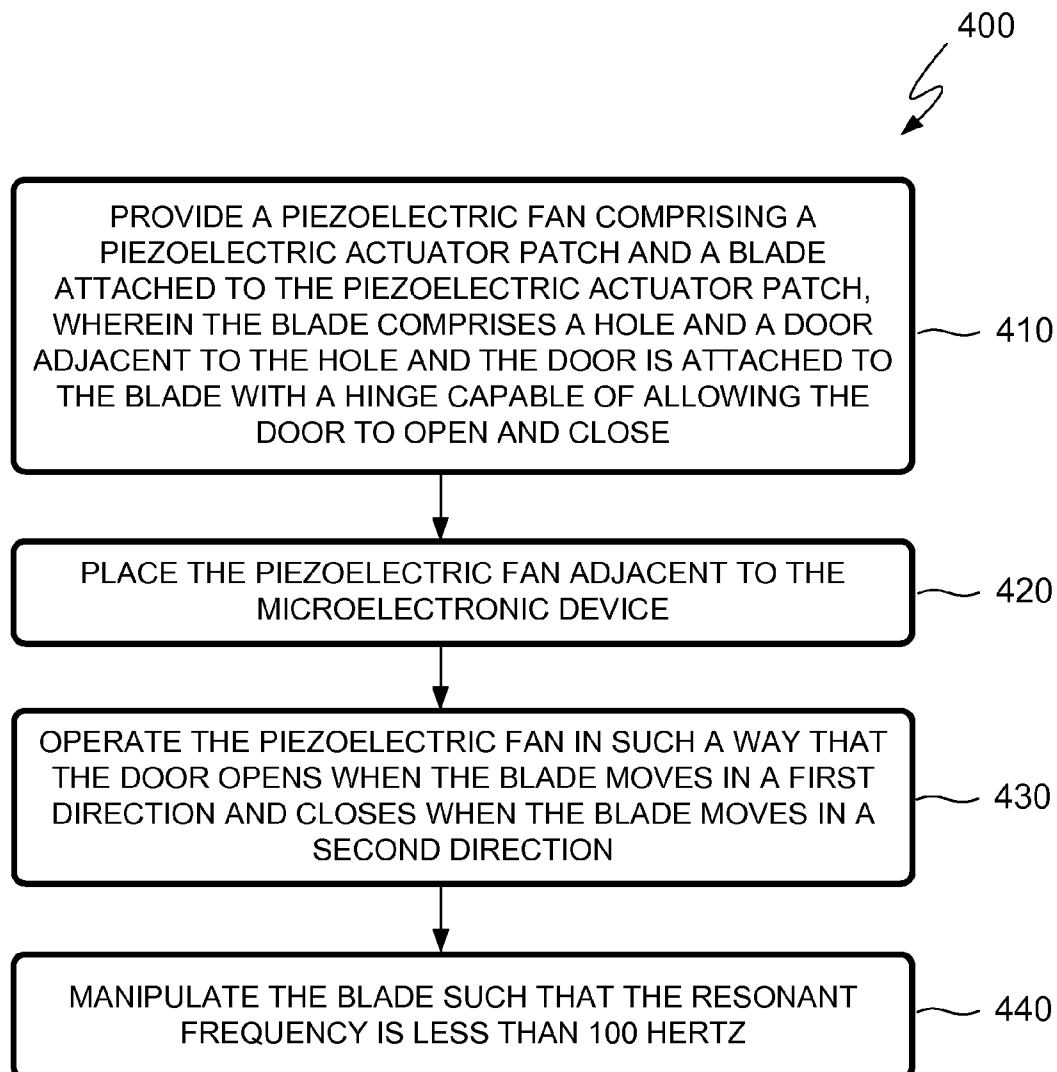 400
PROVIDE A PIEZOELECTRIC FAN COMPRISING A
PIEZOELECTRIC ACTUATOR PATCH AND A BLADE
ATTACHED TO THE PIEZOELECTRIC ACTUATOR PATCH,
WHEREIN THE BLADE COMPRISES A HOLE AND A DOOR
ADJACENT TO THE HOLE AND THE DOOR IS ATTACHED TO
THE BLADE WITH A HINGE CAPABLE OF ALLOWING THE
DOOR TO OPEN AND CLOSE
410
PLACE THE PIEZOELECTRIC FAN ADJACENT TO THE
MICROELECTRONIC DEVICE
420
OPERATE THE PIEZOELECTRIC FAN IN SUCH A WAY THAT
THE DOOR OPENS WHEN THE BLADE MOVES IN A FIRST
DIRECTION AND CLOSES WHEN THE BLADE MOVES IN A
SECOND DIRECTION
430
MANIPULATE THE BLADE SUCH THAT THE RESONANT
FREQUENCY IS LESS THAN 100 HERTZ
440